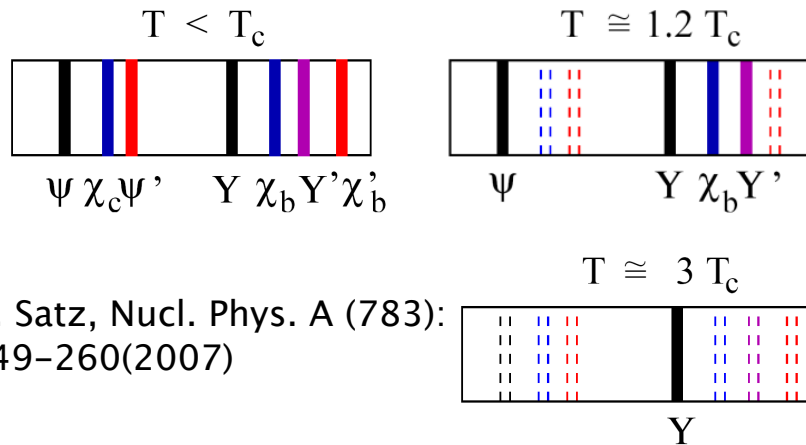 T < Tc
T ≅ 1.2 Tc
ψ χc ψ’ Υ χb Υ’ χ’b
ψ Υ χb Υ’
T ≅ 3 Tc
Satz, Nucl. Phys. A (783):
49–260(2007)
Υ